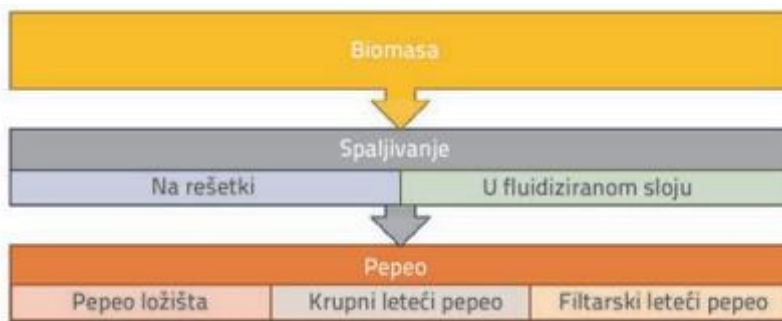 Biomasa
Spaljivanje
Na rešetki
U fluidiziranom sloju
Pepeo
Pepeo ložišta
Krupni leteći pepeo
Filtarski leteći pepeo